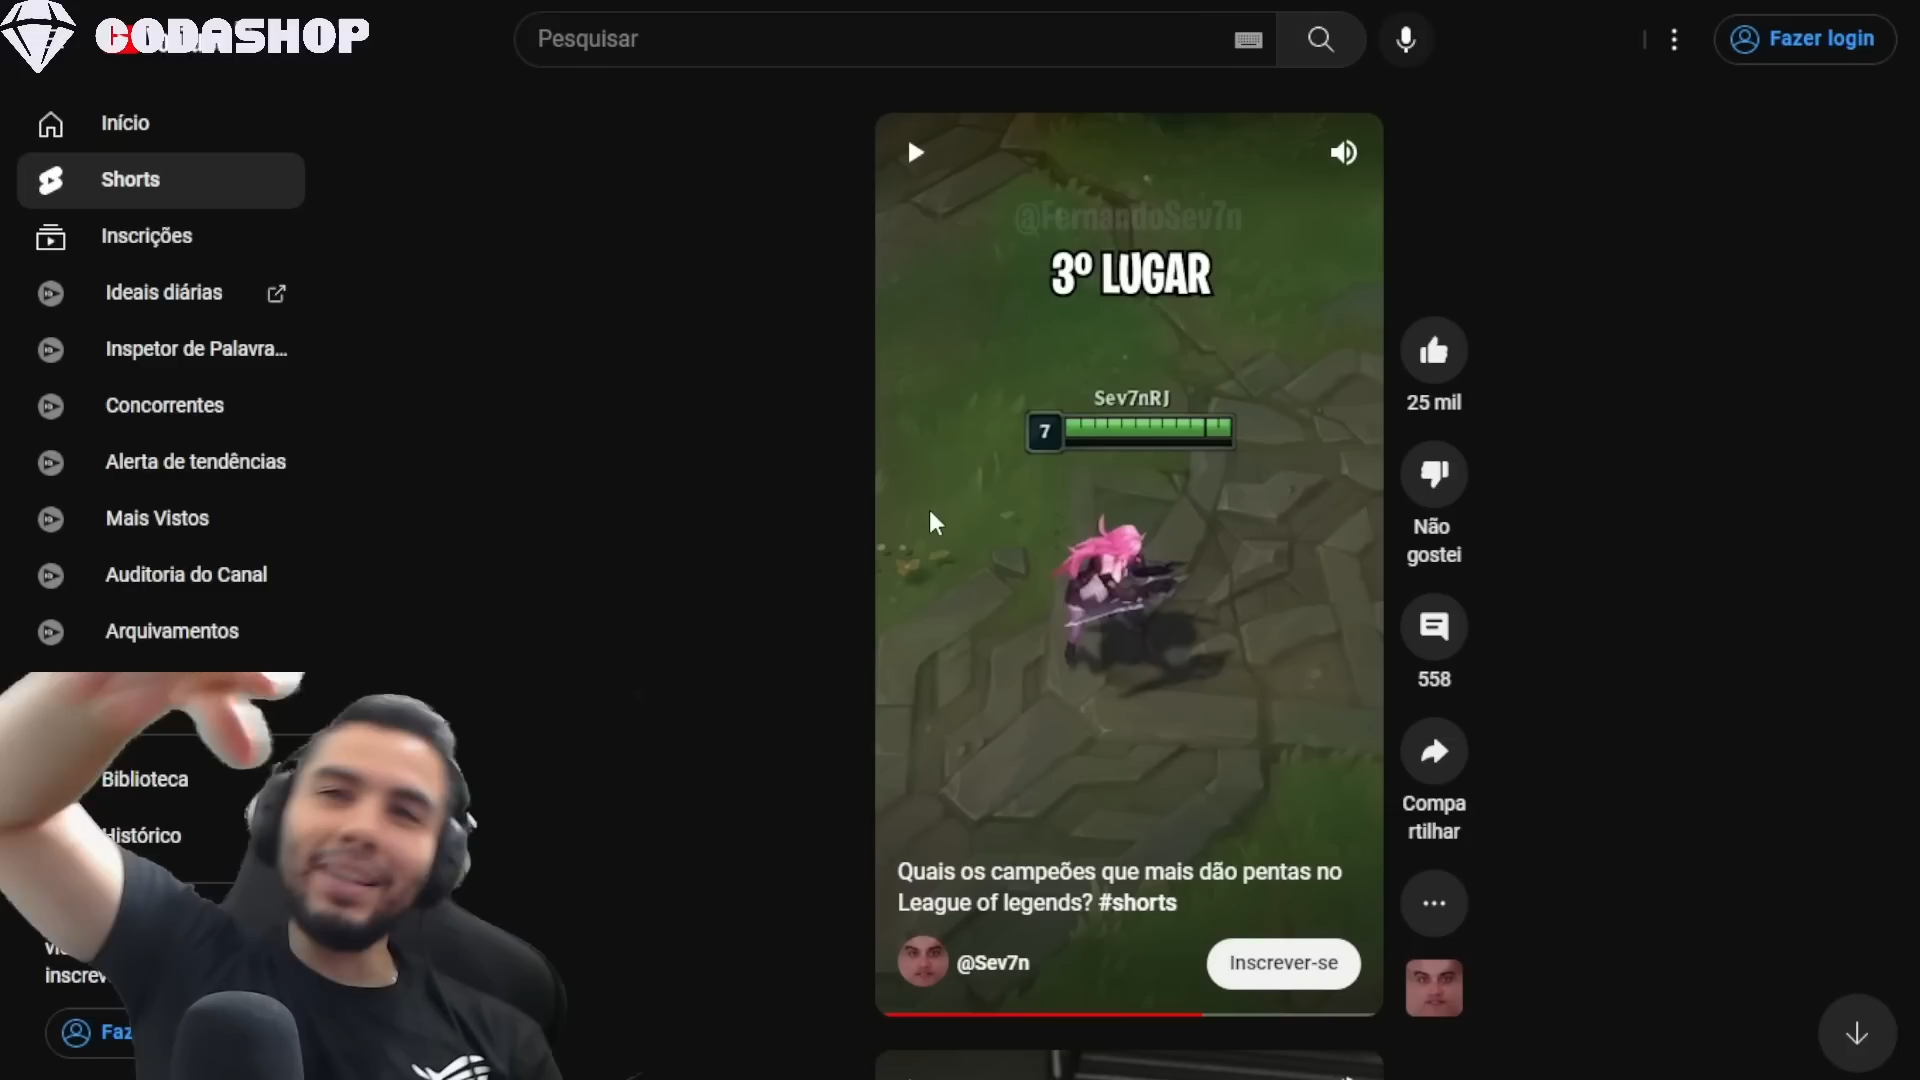 CODASHOP
Pesquisar
Fazer login
Início
Shorts
Inscrições
Ideais diárias
Inspetor de Palavra...
Concorrentes
Alerta de tendências
Mais Vistos
Auditoria do Canal
Arquivamentos
Biblioteca
Histórico
inscrev
Faz
@FernandoSev7n
3º LUGAR
Sev7nRJ
7
Quais os campeões que mais dão pentas no
League of legends? #shorts
@Sev7n
Inscrever-se
25 mil
Não
gostei
558
Compa
rtilhar